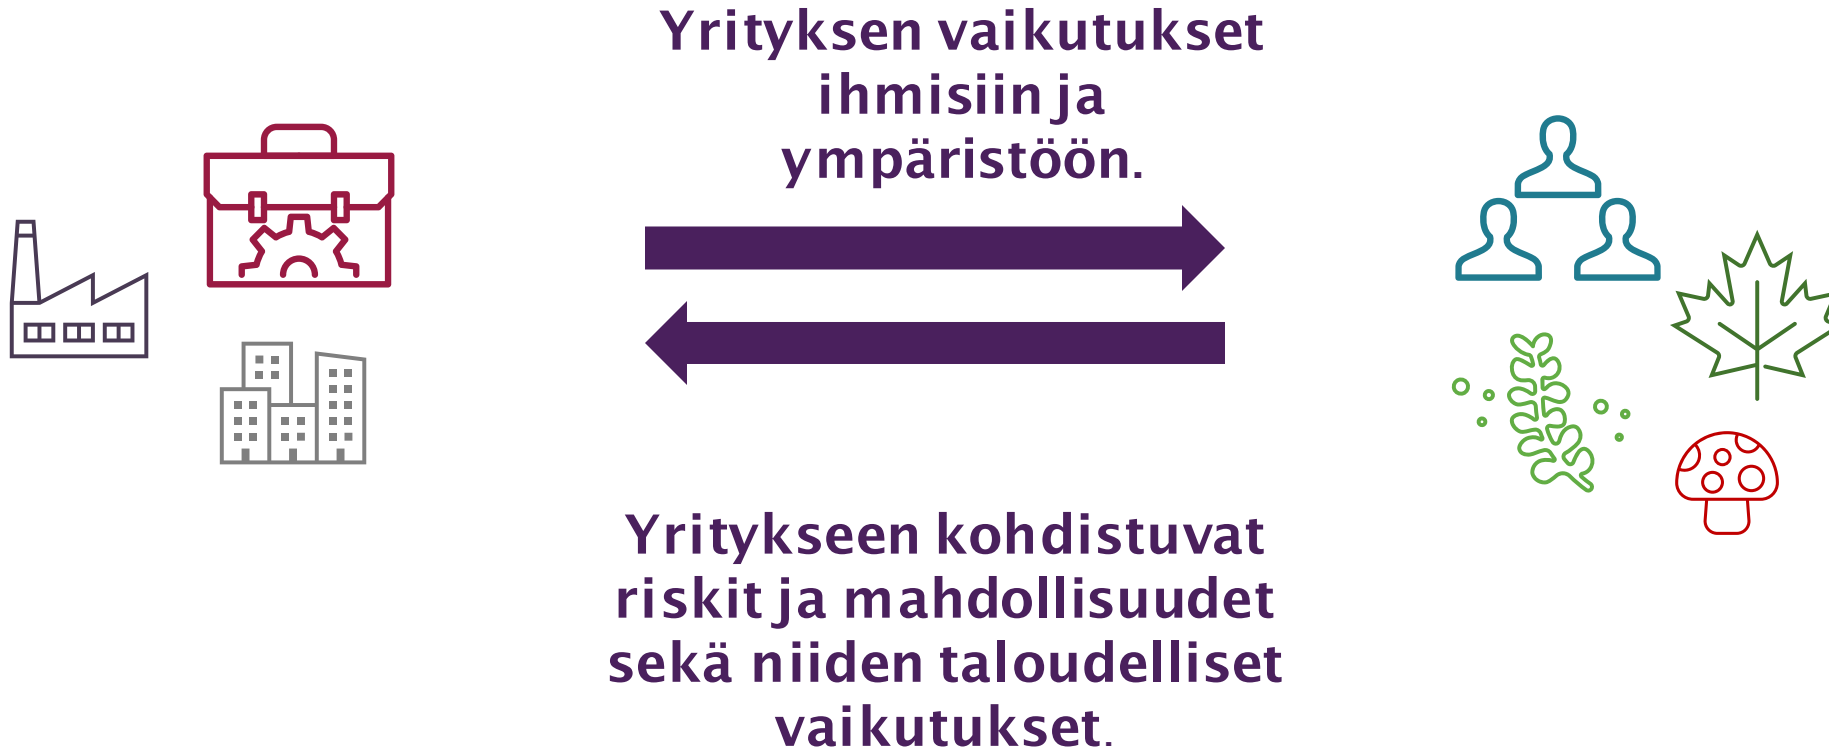 Yrityksen vaikutukset
ihmisiin ja
ympäristöön.
Yritykseen kohdistuvat
riskit ja mahdollisuudet
sekä niiden taloudelliset
vaikutukset.